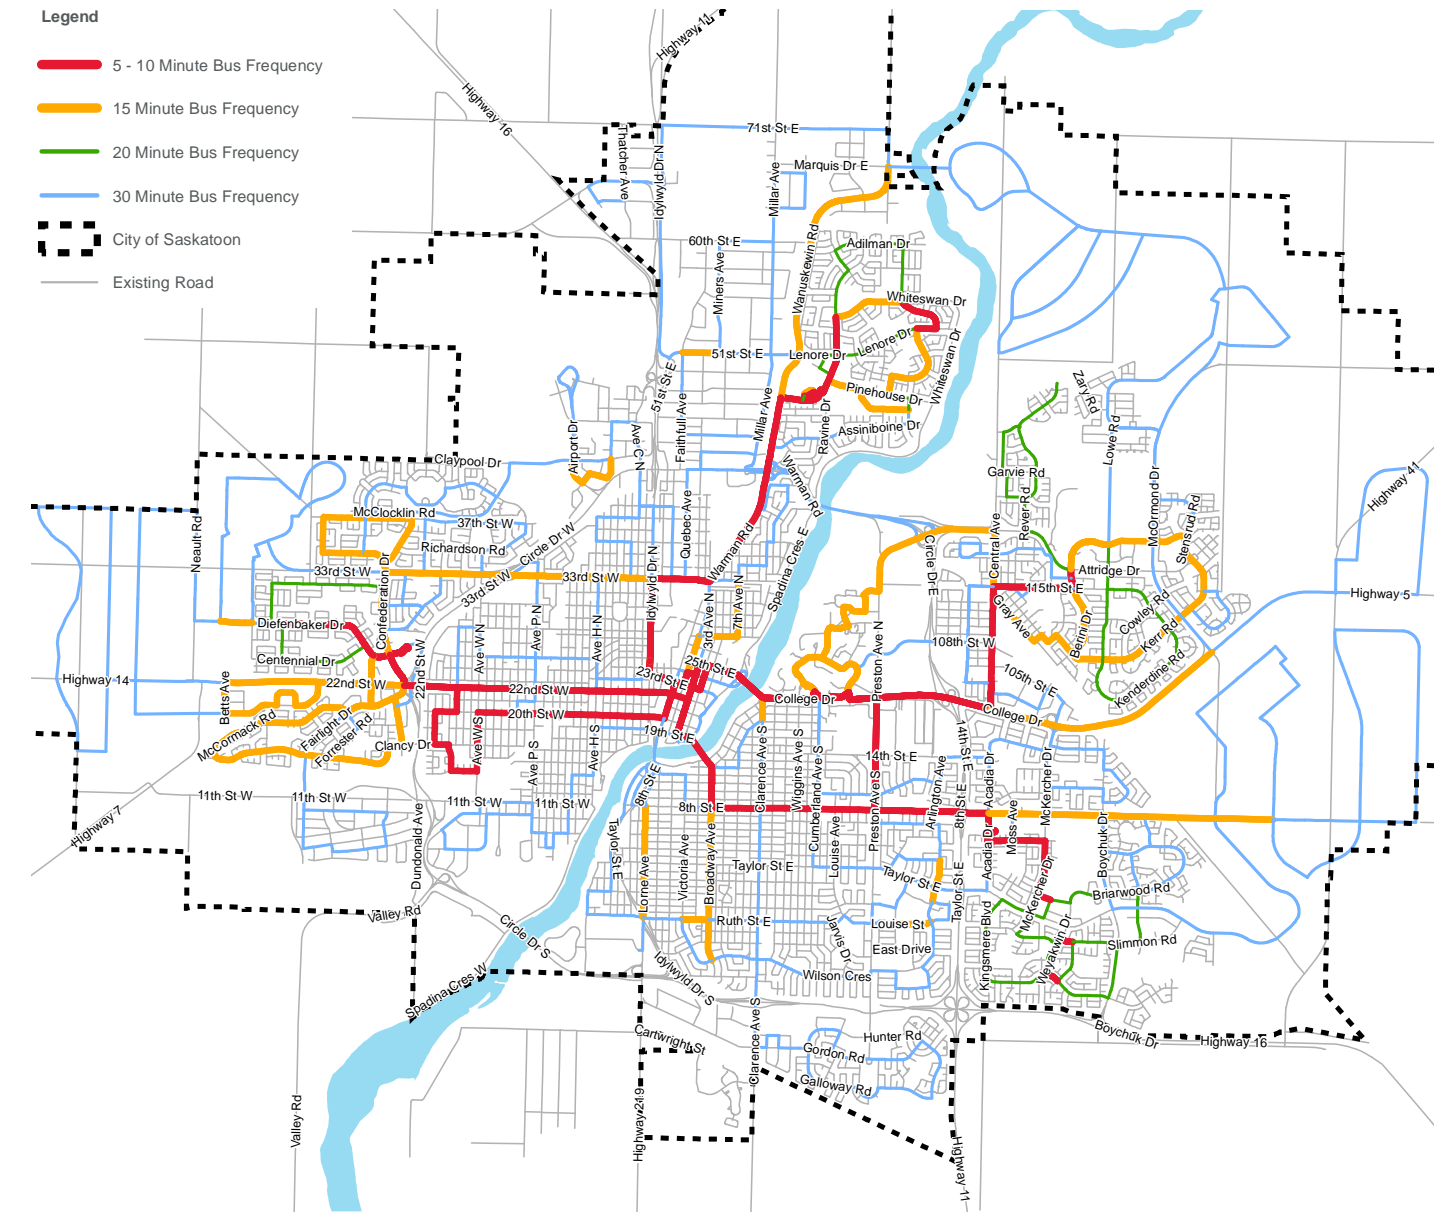 Legend
5 - 10 Minute Bus Frequency
15 Minute Bus Frequency
20 Minute Bus Frequency
30 Minute Bus Frequency
City of Saskatoon
Existing Road
Highway 11
Highway 16
71st St E
Thatcher Ave
Idylwyld Dr N
Millar Ave
Marquis Dr E
60th St E
Adilman Dr
Wanuskewin Rd
Miners Ave
Whiteswan Dr
51st St E
Lenore Dr
Lenore Dr
Whiteswan Dr
51st St E
Pinehouse Dr
Zary Rd
Millar Ave
Faithfull Ave
Ravine Dr
Assiniboine Dr
Airport Dr
Ave C N
Lowe Rd
Claypool Dr
Warman Rd
Garvie Rd
Highway 41
McOrmond Dr
Stensrud Rd
Rever Rd
Quebec Ave
McClocklin Rd
37th St W
Neault Rd
Circle Dr W
Richardson Rd
Warman Rd
Spadina Cres E
Circle Dr E
Central Ave
Confederation Dr
33rd St W
33rd St W
33rd St W
Idylwyld Dr N
Attridge Dr
115th St E
Highway 5
3rd Ave N
7th Ave N
Gray Ave
Cowley Rd
Berini Dr
Kerr Rd
Diefenbaker Dr
Ave P N
Ave H N
Ave W N
108th St W
Preston Ave N
Centennial Dr
22nd St W
25th St E
23rd St E
105th St E
Kenderdine Rd
Highway 14
22nd St W
22nd St W
College Dr
College Dr
Betts Ave
McCormack Rd
Fairlight Dr
Forrester Rd
20th St W
19th St E
Clancy Dr
Ave W S
Ave P S
Ave H S
Clarence Ave S
Wiggins Ave S
Cumberland Ave S
14th St E
14th St E
Acadia Dr
McKercher Dr
8th St E
Preston Ave S
Arlington Ave
8th St E
11th St W
11th St W
11th St W
11th St W
8th St E
Highway 7
Moss Ave
Boychuk Dr
Dundonald Ave
Taylor St E
Lorne Ave
Victoria Ave
Broadway Ave
Louise Ave
Taylor St E
Taylor St E
Taylor St E
Acadia Dr
McKercher Dr
Briarwood Rd
Valley Rd
Circle Dr S
Ruth St E
Jarvis Dr
Louise St
East Drive
Kingsmere Blvd
Weyakwin Dr
Slimmon Rd
Idylwyld Dr S
Wilson Cres
Spadina Cres W
Clarence Ave S
Cartwright St
Hunter Rd
Gordon Rd
Galloway Rd
Boychuk Dr
Highway 16
Valley Rd
Highway 219
Highway 11